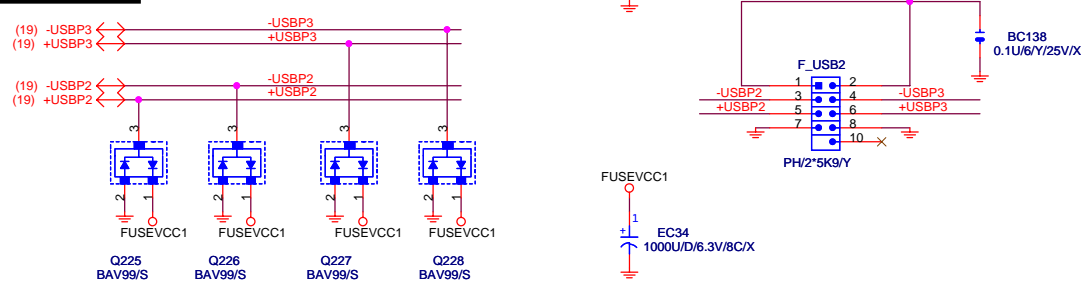 (19) -USBP3
-USBP3
(19) +USBP3
+USBP3
(19) -USBP2
-USBP2
(19) +USBP2
+USBP2
3
3
3
3
2
1
2
1
2
1
2
1
FUSEVCC1
FUSEVCC1
FUSEVCC1
FUSEVCC1
Q225
BAV99/S
Q226
BAV99/S
Q227
BAV99/S
Q228
BAV99/S
BC138
0.1U/6/Y/25V/X
F_USB2
1
2
-USBP2
3
4
-USBP3
+USBP2
5
6
+USBP3
7
8
10
PH/2*5K9/Y
FUSEVCC1
1
+
EC34
1000U/D/6.3V/8C/X